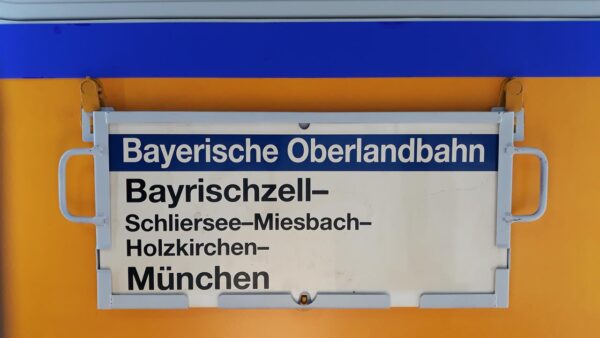 Bayerische Oberlandbahn
Bayrischzell–
Schliersee–Miesbach–
Holzkirchen–
München